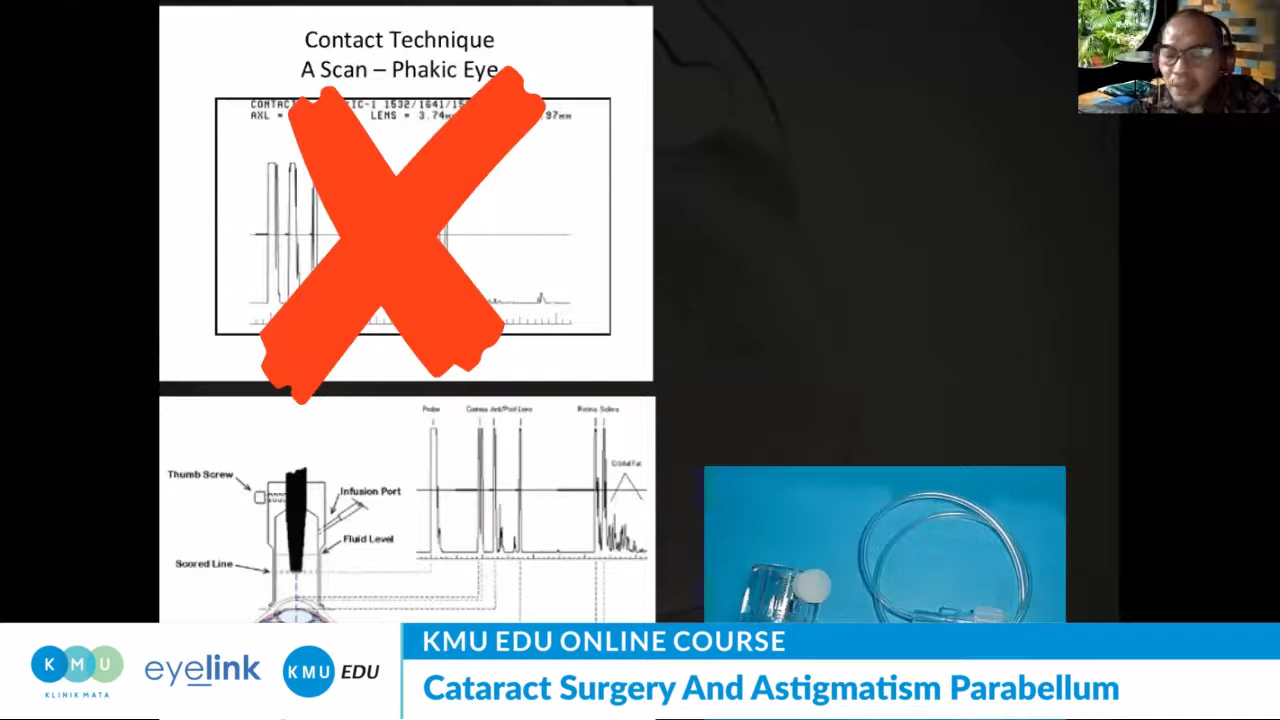 Contact Technique
A Scan – Phakic Eye
AXL = LENS = 3.74
Probe
Cornea Ant/Post Lens
Retina Sclera
Orbital Fat
Thumb Screw
Infusion Port
Fluid Level
Scored Line
KMU
KLINIK MATA
eyelink
KMU EDU
KMU EDU ONLINE COURSE
Cataract Surgery And Astigmatism Parabellum